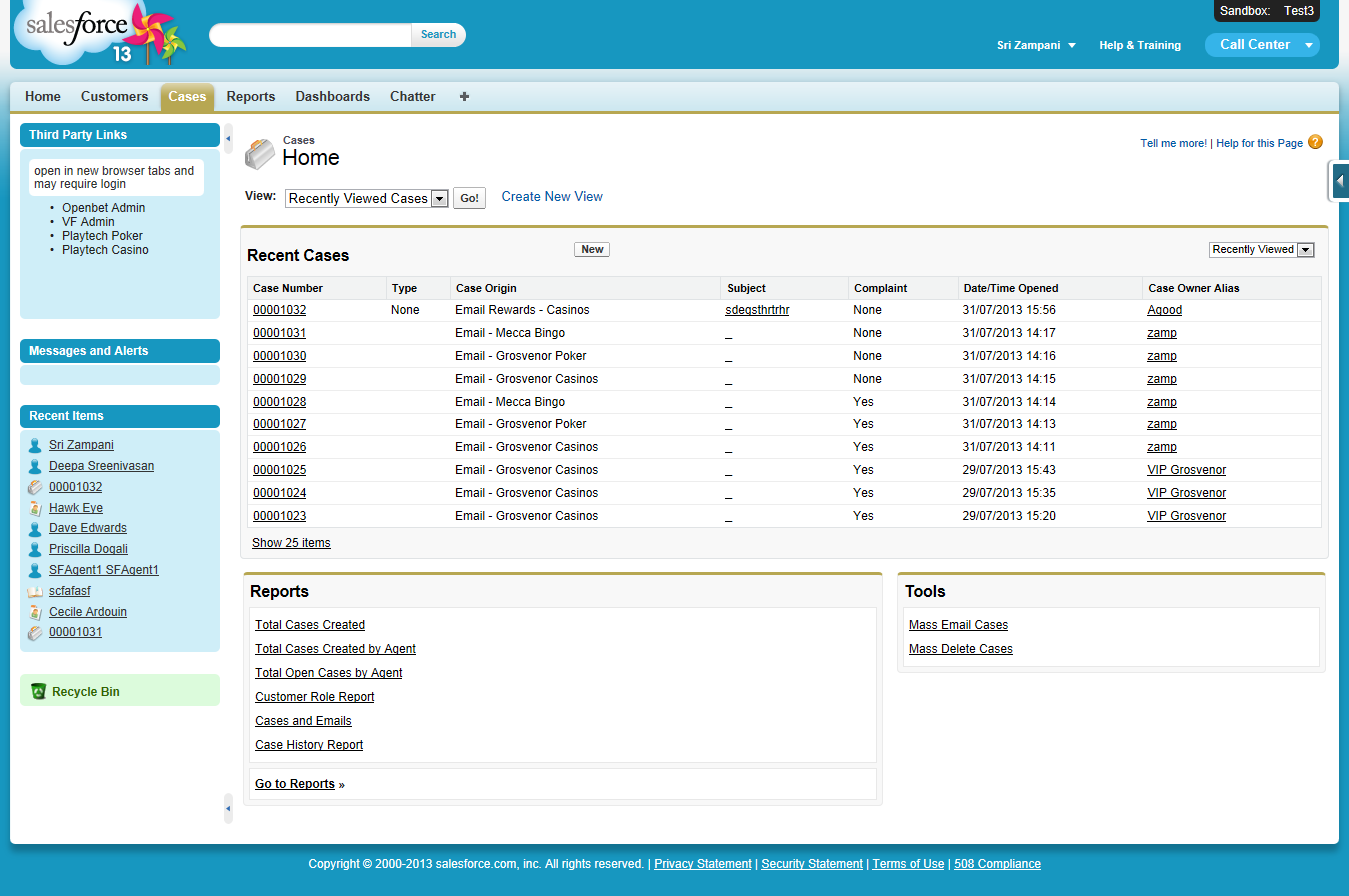 salesforce
13
Search
Sandbox: Test3
Sri Zampani
Help & Training
Call Center
Home Customers Cases Reports Dashboards Chatter +
Third Party Links
open in new browser tabs and
may require login
• Openbet Admin
• VF Admin
• Playtech Poker
• Playtech Casino
Messages and Alerts
Recent Items
Sri Zampani
Deepa Sreenivasan
00001032
Hawk Eye
Dave Edwards
Priscilla Dogali
SFAgent1 SFAgent1
scfafasf
Cecile Ardouin
00001031
Recycle Bin
Cases
Home
Tell me more! | Help for this Page ?
View: Recently Viewed Cases Go! Create New View
Recent Cases New Recently Viewed
Case Number Type Case Origin Subject Complaint Date/Time Opened Case Owner Alias
00001032 None Email Rewards - Casinos sdegsthrtrhr None 31/07/2013 15:56 Agood
00001031 Email - Mecca Bingo _ None 31/07/2013 14:17 zamp
00001030 Email - Grosvenor Poker _ None 31/07/2013 14:16 zamp
00001029 Email - Grosvenor Casinos _ None 31/07/2013 14:15 zamp
00001028 Email - Mecca Bingo _ Yes 31/07/2013 14:14 zamp
00001027 Email - Grosvenor Poker _ Yes 31/07/2013 14:13 zamp
00001026 Email - Grosvenor Casinos _ Yes 31/07/2013 14:11 zamp
00001025 Email - Grosvenor Casinos _ Yes 29/07/2013 15:43 VIP Grosvenor
00001024 Email - Grosvenor Casinos _ Yes 29/07/2013 15:35 VIP Grosvenor
00001023 Email - Grosvenor Casinos _ Yes 29/07/2013 15:20 VIP Grosvenor
Show 25 items
Reports
Total Cases Created
Total Cases Created by Agent
Total Open Cases by Agent
Customer Role Report
Cases and Emails
Case History Report
Go to Reports »
Tools
Mass Email Cases
Mass Delete Cases
Copyright © 2000-2013 salesforce.com, inc. All rights reserved. | Privacy Statement | Security Statement | Terms of Use | 508 Compliance